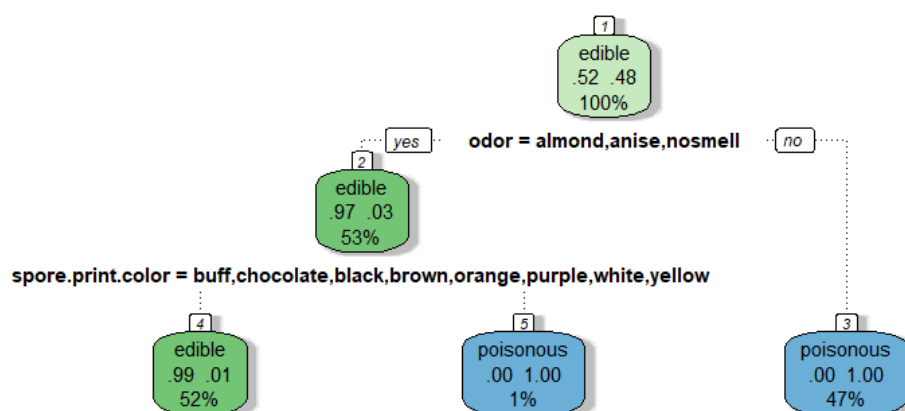 1
edible
.52 .48
100%
yes odor = almond,anise,nosmell no
2
edible
.97 .03
53%
spore.print.color = buff,chocolate,black,brown,orange,purple,white,yellow
4 5 3
edible poisonous poisonous
.99 .01 .00 1.00 .00 1.00
52% 1% 47%